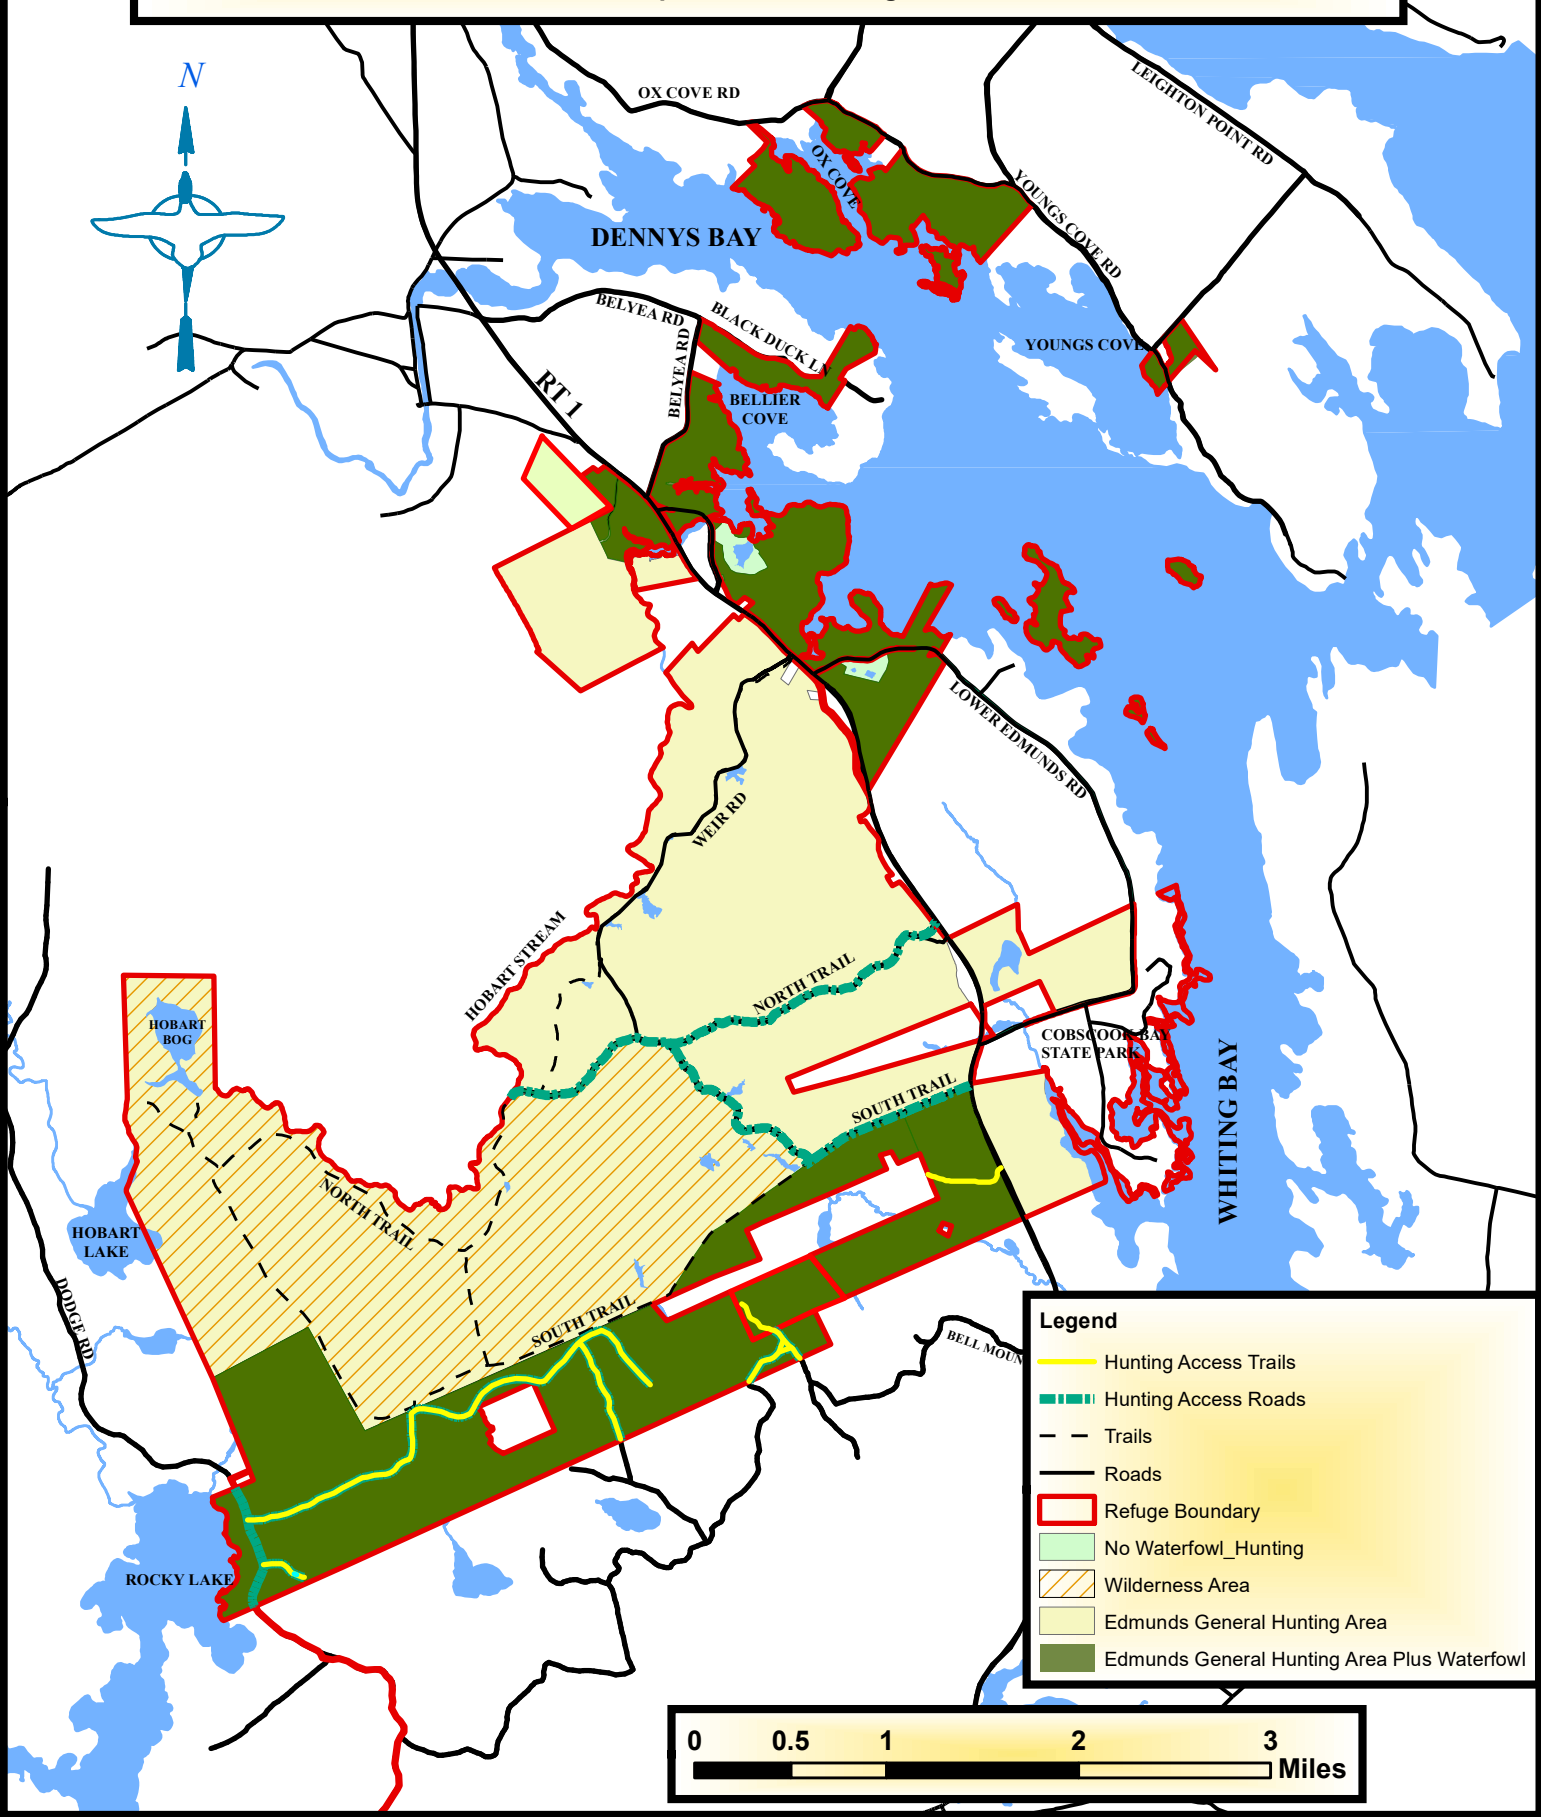 N
OX COVE RD
LEIGHTON POINT RD
OX COVE
YOUNGS COVE RD
DENNYS BAY
BELYEA RD
BLACK DUCK LN
BELYEA RD
YOUNGS COVE
RT 1
BELLIER
COVE
LOWER EDMUNDS RD
WEIR RD
HOBART STREAM
NORTH TRAIL
HOBART
BOG
COBSCOOK BAY
STATE PARK
WHITING BAY
SOUTH TRAIL
NORTH TRAIL
HOBART
LAKE
DODGE RD
SOUTH TRAIL
BELL MOUN
ROCKY LAKE
Legend
Hunting Access Trails
Hunting Access Roads
Trails
Roads
Refuge Boundary
No Waterfowl_Hunting
Wilderness Area
Edmunds General Hunting Area
Edmunds General Hunting Area Plus Waterfowl
0 0.5 1 2 3
Miles